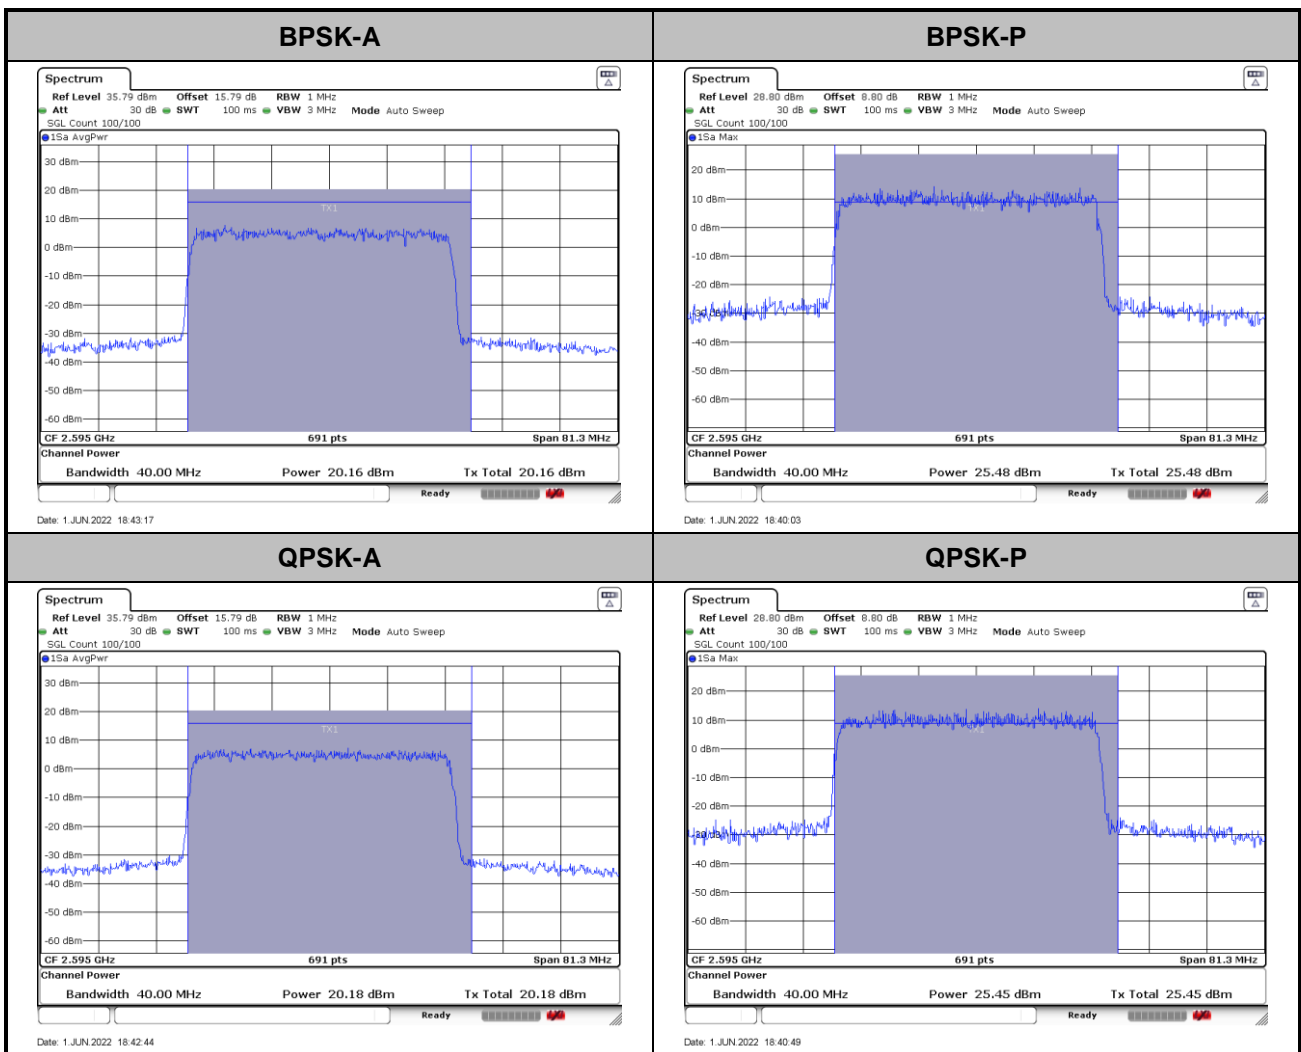 BPSK-A
BPSK-P
Spectrum
Ref Level 35.79 dBm Offset 15.79 dB RBW 1 MHz
Att 30 dB SWT 100 ms VBW 3 MHz Mode Auto Sweep
SGL Count 100/100
1Sa AvgPwr
30 dBm
20 dBm
TX1
10 dBm
0 dBm
-10 dBm
-20 dBm
-30 dBm
-40 dBm
-50 dBm
-60 dBm
CF 2.595 GHz 691 pts Span 81.3 MHz
Channel Power
Bandwidth 40.00 MHz Power 20.16 dBm Tx Total 20.16 dBm
Ready
Date: 1.JUN.2022 18:43:17
Spectrum
Ref Level 28.80 dBm Offset 8.80 dB RBW 1 MHz
Att 30 dB SWT 100 ms VBW 3 MHz Mode Auto Sweep
SGL Count 100/100
1Sa Max
20 dBm
10 dBm
0 dBm
-10 dBm
-20 dBm
-40 dBm
-50 dBm
-60 dBm
CF 2.595 GHz 691 pts Span 81.3 MHz
Channel Power
Bandwidth 40.00 MHz Power 25.48 dBm Tx Total 25.48 dBm
Ready
Date: 1.JUN.2022 18:40:03
QPSK-A
QPSK-P
Spectrum
Ref Level 35.79 dBm Offset 15.79 dB RBW 1 MHz
Att 30 dB SWT 100 ms VBW 3 MHz Mode Auto Sweep
SGL Count 100/100
1Sa AvgPwr
30 dBm
20 dBm
TX1
10 dBm
0 dBm
-10 dBm
-20 dBm
-30 dBm
-40 dBm
-50 dBm
-60 dBm
CF 2.595 GHz 691 pts Span 81.3 MHz
Channel Power
Bandwidth 40.00 MHz Power 20.18 dBm Tx Total 20.18 dBm
Ready
Date: 1.JUN.2022 18:42:44
Spectrum
Ref Level 28.80 dBm Offset 8.80 dB RBW 1 MHz
Att 30 dB SWT 100 ms VBW 3 MHz Mode Auto Sweep
SGL Count 100/100
1Sa Max
20 dBm
10 dBm
0 dBm
-10 dBm
-20 dBm
-40 dBm
-50 dBm
-60 dBm
CF 2.595 GHz 691 pts Span 81.3 MHz
Channel Power
Bandwidth 40.00 MHz Power 25.45 dBm Tx Total 25.45 dBm
Ready
Date: 1.JUN.2022 18:40:49